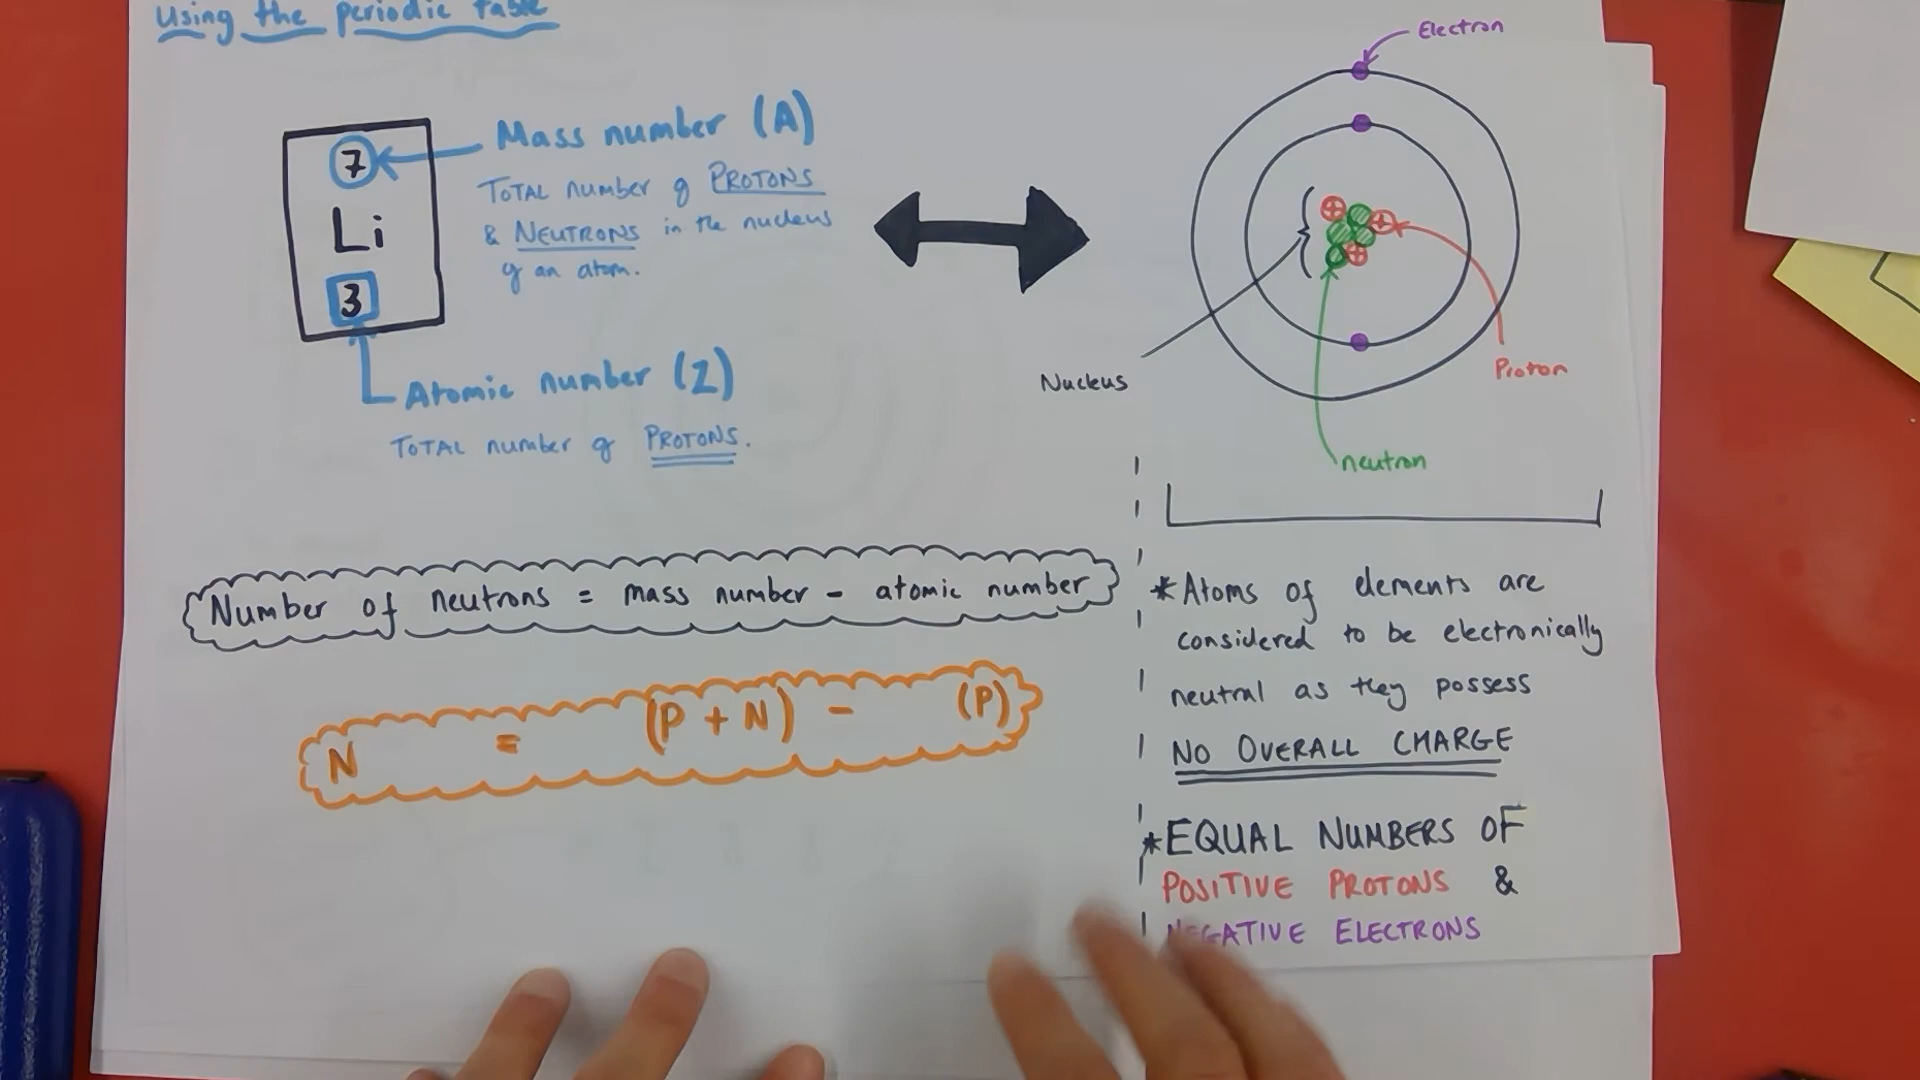 Using the periodic table
7
Li
3
Mass number (A)
TOTAL number of PROTONS
& NEUTRONS in the nucleus
of an atom.
Atomic number (Z)
TOTAL number of PROTONS.
Electron
Nucleus
Proton
neutron
Number of neutrons = mass number - atomic number
N = (P + N) - (P)
*Atoms of elements are
considered to be electronically
neutral as they possess
NO OVERALL CHARGE
*EQUAL NUMBERS OF
POSITIVE PROTONS &
NEGATIVE ELECTRONS